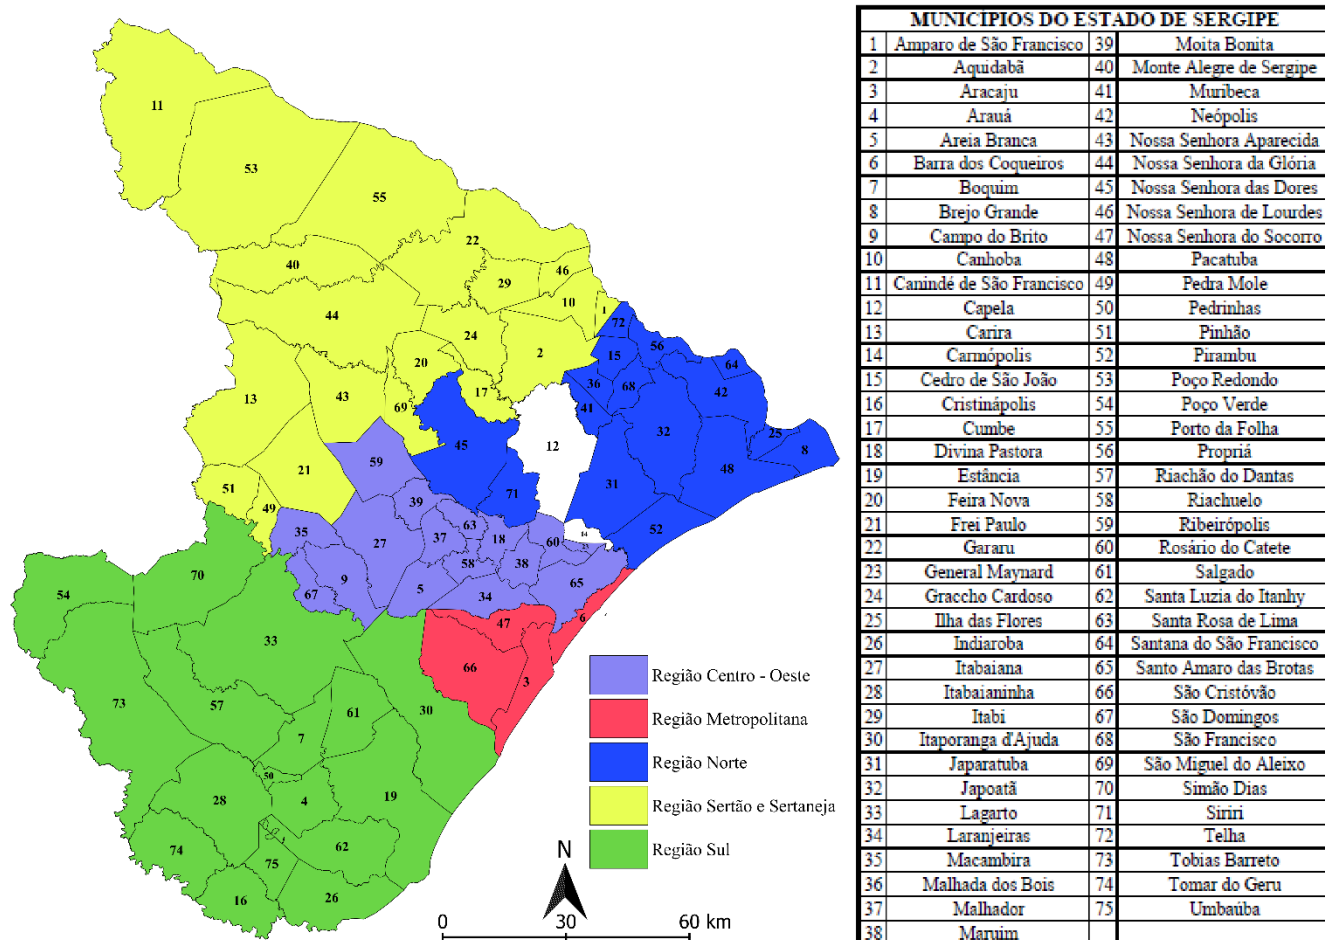 MUNICÍPIOS DO ESTADO DE SERGIPE
1 Amparo de São Francisco 39 Moita Bonita
2 Aquidabã 40 Monte Alegre de Sergipe
3 Aracaju 41 Muribeca
4 Arauá 42 Neópolis
5 Areia Branca 43 Nossa Senhora Aparecida
6 Barra dos Coqueiros 44 Nossa Senhora da Glória
7 Boquim 45 Nossa Senhora das Dores
8 Brejo Grande 46 Nossa Senhora de Lourdes
9 Campo do Brito 47 Nossa Senhora do Socorro
10 Canhoba 48 Pacatuba
11 Canindé de São Francisco 49 Pedra Mole
12 Capela 50 Pedrinhas
13 Carira 51 Pinhão
14 Carmópolis 52 Pirambu
15 Cedro de São João 53 Poço Redondo
16 Cristinápolis 54 Poço Verde
17 Cumbe 55 Porto da Folha
18 Divina Pastora 56 Propriá
19 Estância 57 Riachão do Dantas
20 Feira Nova 58 Riachuelo
21 Frei Paulo 59 Ribeirópolis
22 Gararu 60 Rosário do Catete
23 General Maynard 61 Salgado
24 Graccho Cardoso 62 Santa Luzia do Itanhy
25 Ilha das Flores 63 Santa Rosa de Lima
26 Indiaroba 64 Santana do São Francisco
27 Itabaiana 65 Santo Amaro das Brotas
28 Itabaianinha 66 São Cristóvão
29 Itabi 67 São Domingos
30 Itaporanga d'Ajuda 68 São Francisco
31 Japaratuba 69 São Miguel do Aleixo
32 Japoatã 70 Simão Dias
33 Lagarto 71 Siriri
34 Laranjeiras 72 Telha
35 Macambira 73 Tobias Barreto
36 Malhada dos Bois 74 Tomar do Geru
37 Malhador 75 Umbaúba
38 Maruim
11
53
55
22
40
46
29
10
44
1
72
24
56
20
2
15
64
17
36
68
42
13
43
69
41
32
25
45
12
8
59
21
48
51
71
31
49
39
63
52
35
27
37
18
60
14
58
38
9
65
70
67
5
34
54
47
6
33
66
3
73
57
61
30
7
50
28
4
19
62
74
75
16
26
Região Centro - Oeste
Região Metropolitana
Região Norte
Região Sertão e Sertaneja
Região Sul
N
0 30 60 km